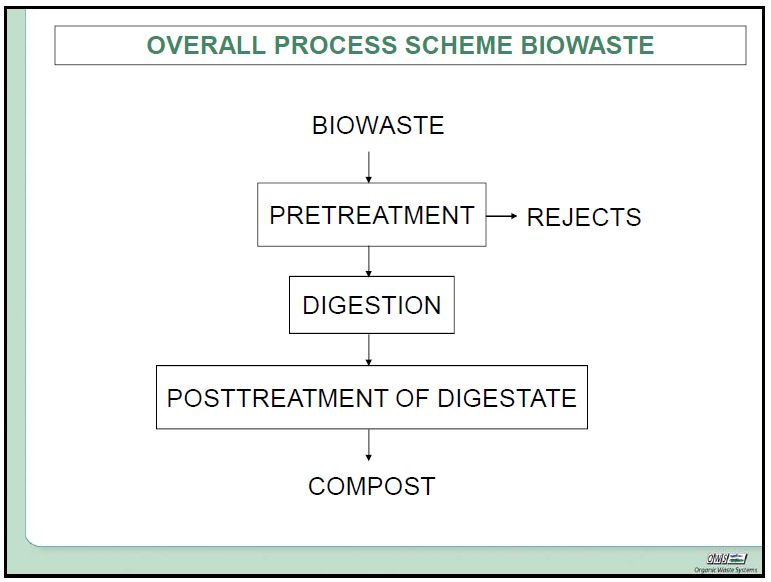 OVERALL PROCESS SCHEME BIOWASTE
BIOWASTE
PRETREATMENT
REJECTS
DIGESTION
POSTTREATMENT OF DIGESTATE
COMPOST
OWS
Organic Waste Systems